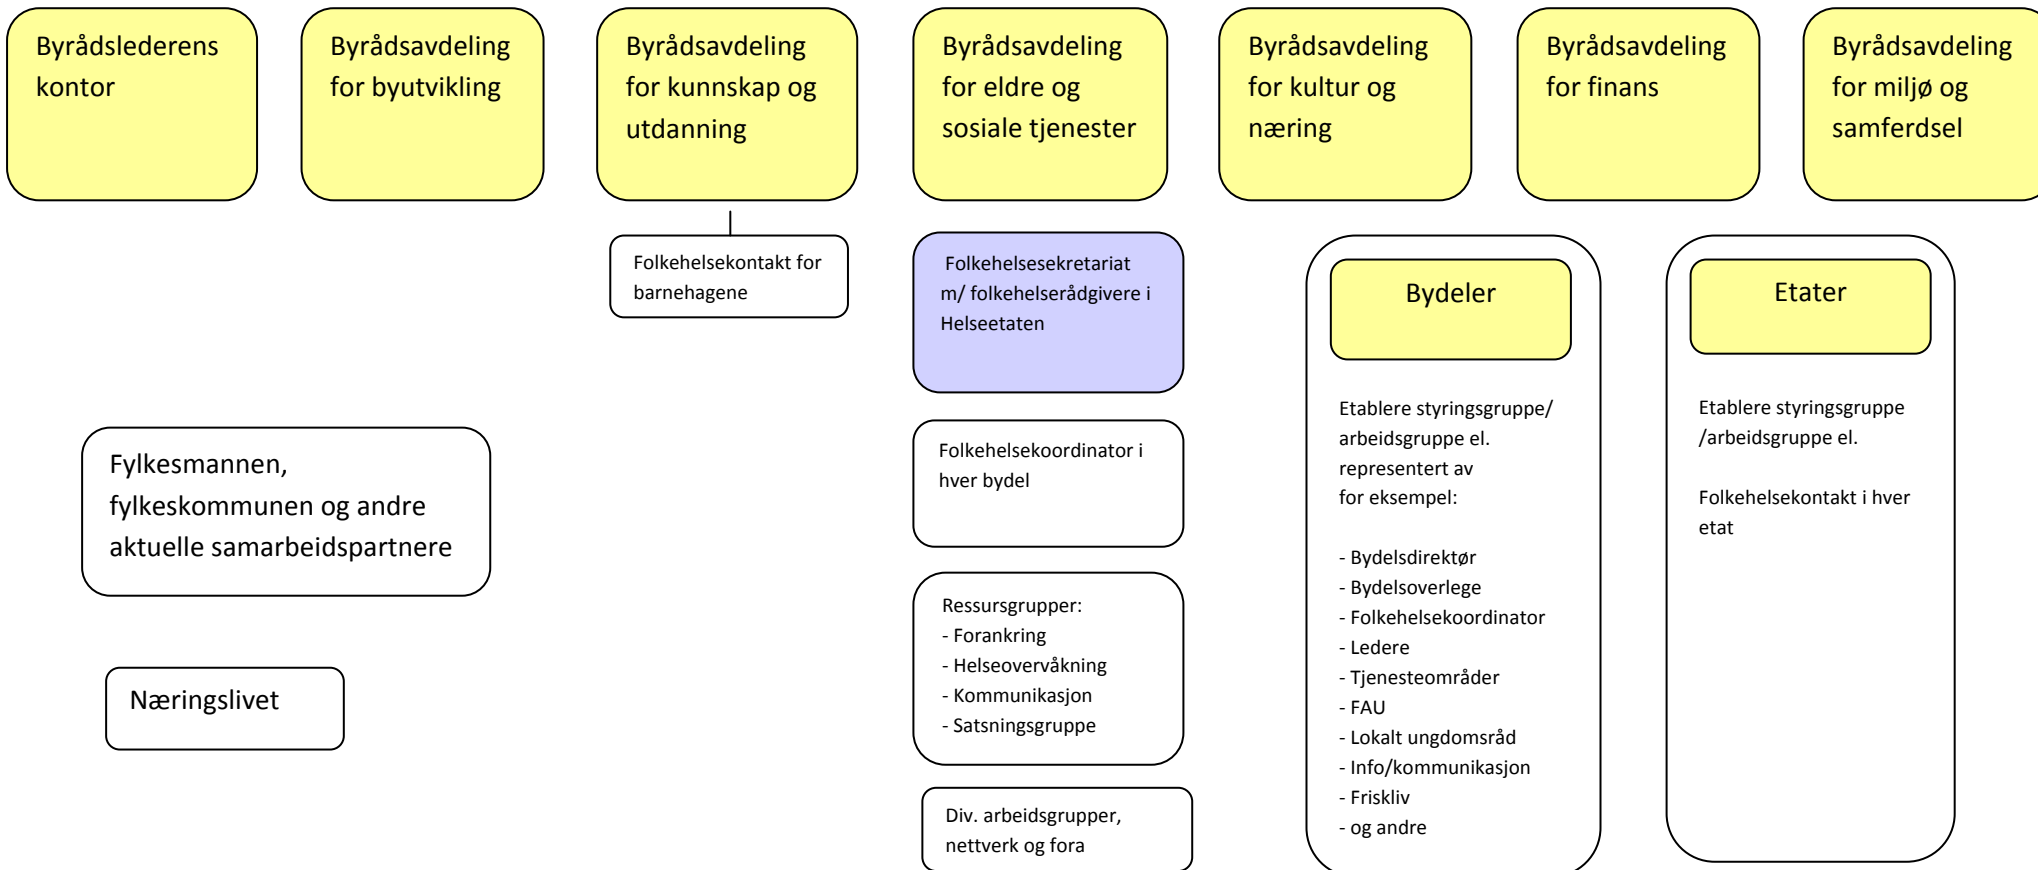 Byrådslederens
kontor
Byrådsavdeling
for byutvikling
Byrådsavdeling
for kunnskap og
utdanning
Byrådsavdeling
for eldre og
sosiale tjenester
Byrådsavdeling
for kultur og
næring
Byrådsavdeling
for finans
Byrådsavdeling
for miljø og
samferdsel
Folkehelsekontakt for
barnehagene
Fylkesmannen,
fylkeskommunen og andre
aktuelle samarbeidspartnere
Næringslivet
Folkehelsesekretariat
m/ folkehelserådgivere i
Helseetaten
Folkehelsekoordinator i
hver bydel
Ressursgrupper:
- Forankring
- Helseovervåkning
- Kommunikasjon
- Satsningsgruppe
Div. arbeidsgrupper,
nettverk og fora
Bydeler
Etablere styringsgruppe/
arbeidsgruppe el.
representert av
for eksempel:
- Bydelsdirektør
- Bydelsoverlege
- Folkehelsekoordinator
- Ledere
- Tjenesteområder
- FAU
- Lokalt ungdomsråd
- Info/kommunikasjon
- Friskliv
- og andre
Etater
Etablere styringsgruppe
/arbeidsgruppe el.
Folkehelsekontakt i hver
etat